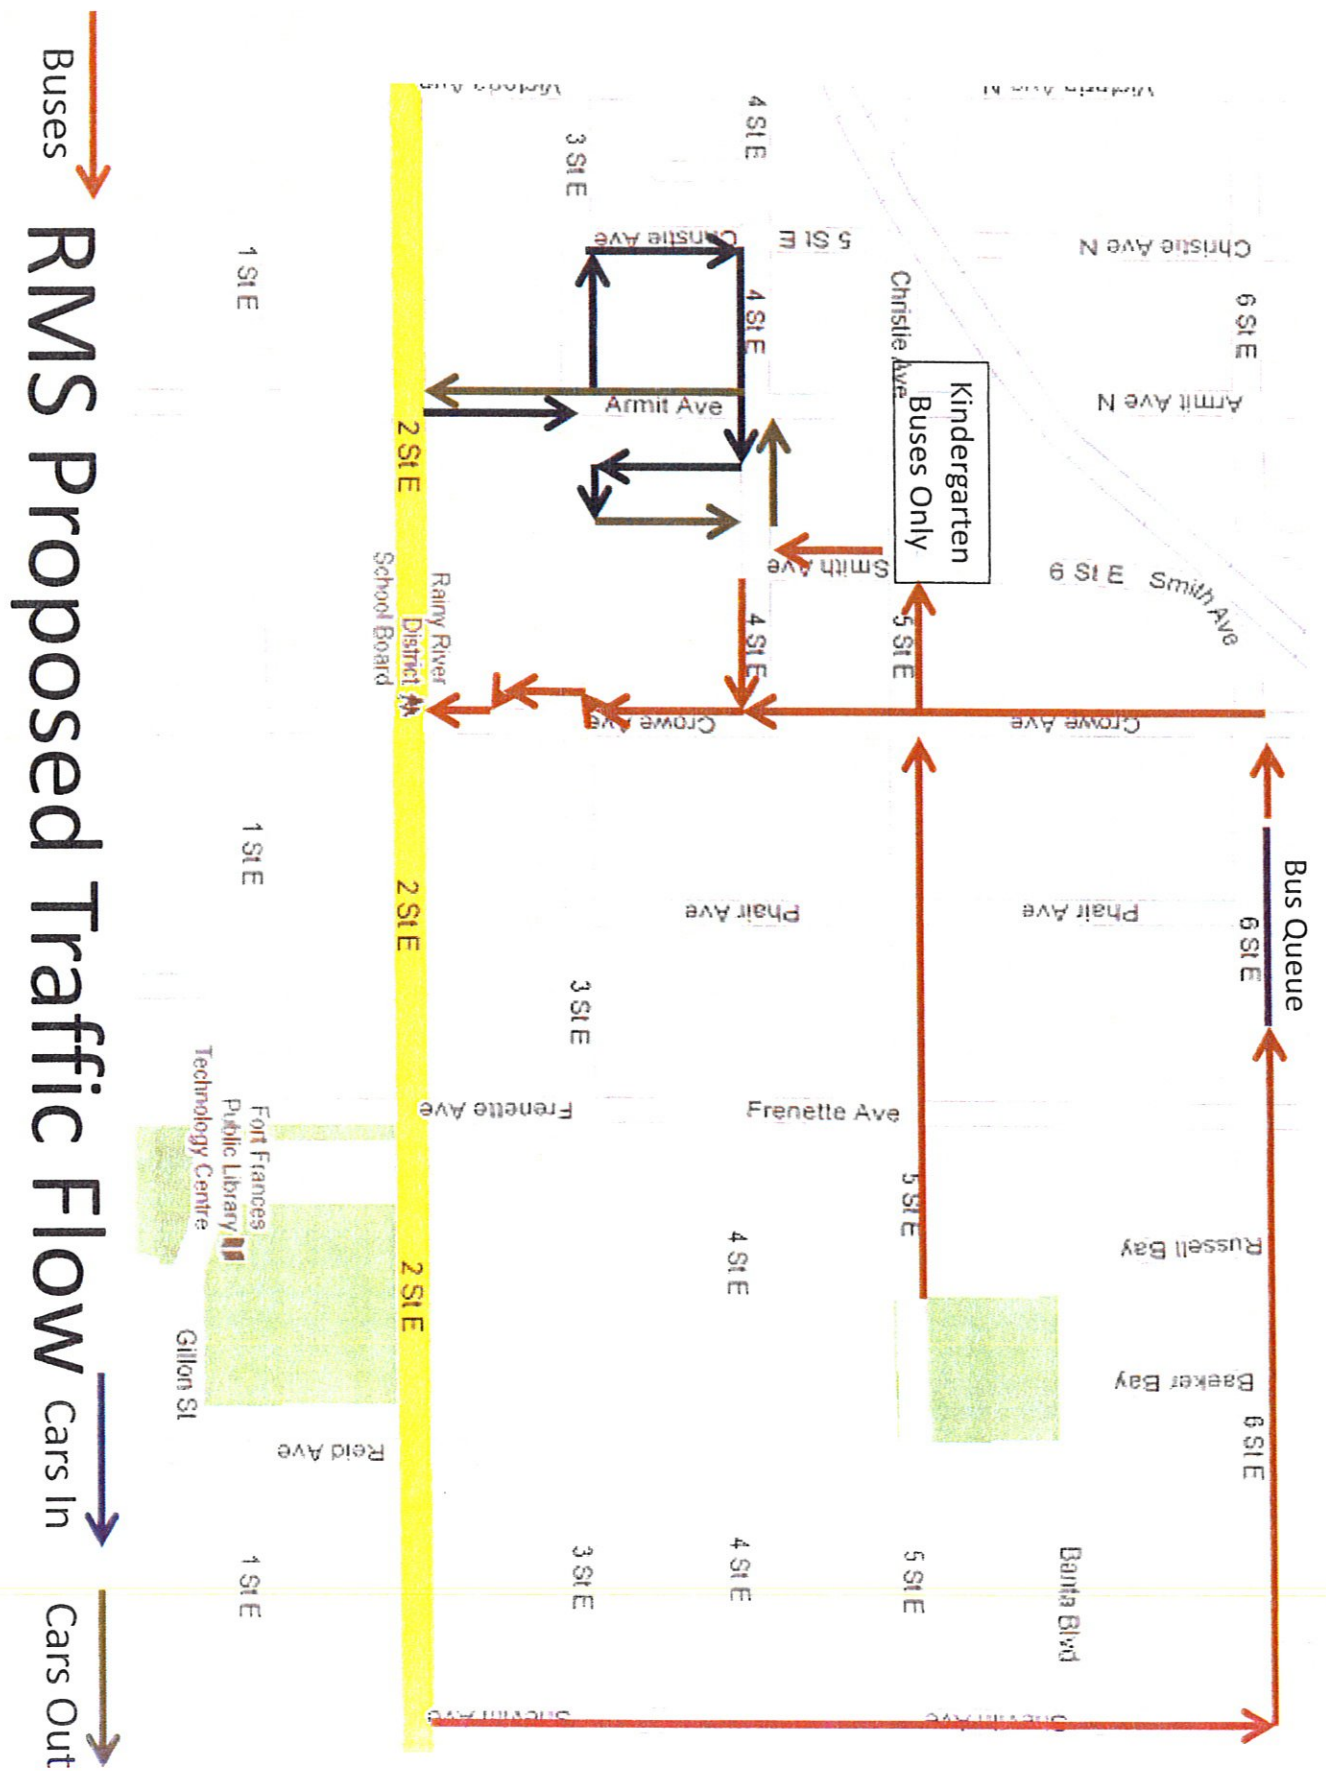 Bus Queue
6 St E
6 St E
6 St E
Christie Ave N
Armit Ave N
Smith Ave
6 St E
Crowe Ave
Phair Ave
Russell Bay
Baeker Bay
Banta Blvd
Kindergarten
Buses Only
Christie Ave
5 St E
5 St E
5 St E
5 St E
Smith Ave
Frenette Ave
4 St E
4 St E
4 St E
4 St E
4 St E
Christie Ave
Armit Ave
Crowe Ave
Phair Ave
3 St E
3 St E
3 St E
Frenette Ave
Rainy River
District
School Board
2 St E
2 St E
2 St E
Reid Ave
1 St E
1 St E
1 St E
Fort Frances
Public Library
Technology Centre
Gillon St
Buses
RMS Proposed Traffic Flow
Cars In
Cars Out